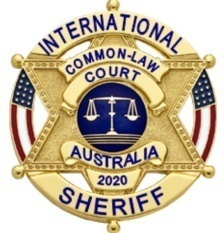 INTERNATIONAL
COMMON-LAW
COURT
AUSTRALIA
2020
SHERIFF